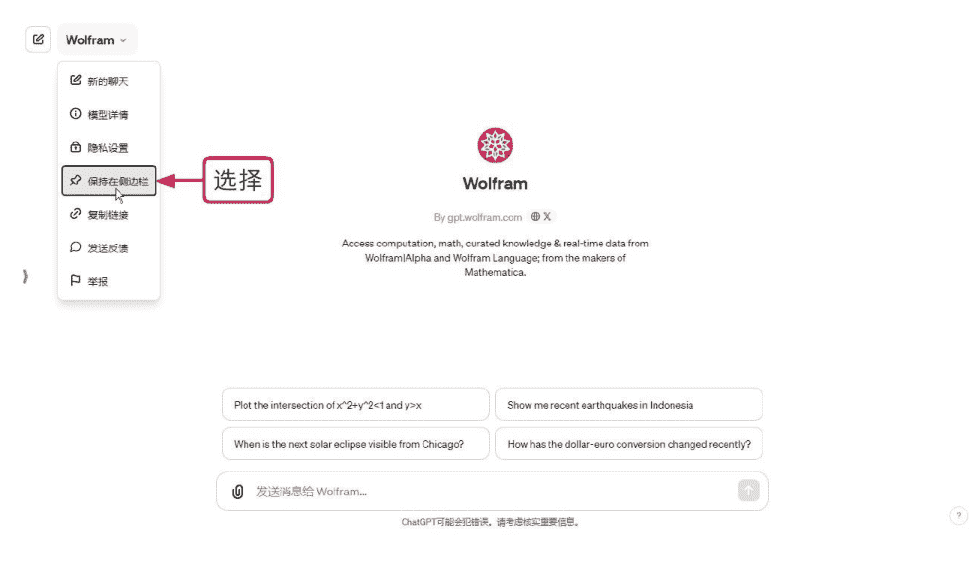 Wolfram
新的聊天
模型详情
隐私设置
保持在侧边栏
选择
复制链接
发送反馈
举报
Wolfram
By gpt.wolfram.com
Access computation, math, curated knowledge & real-time data from
Wolfram|Alpha and Wolfram Language; from the makers of
Mathematica.
Plot the intersection of x^2+y^2<1 and y>x
Show me recent earthquakes in Indonesia
When is the next solar eclipse visible from Chicago?
How has the dollar-euro conversion changed recently?
发送消息给 Wolfram...
ChatGPT可能会犯错误。请考虑核实重要信息。
?